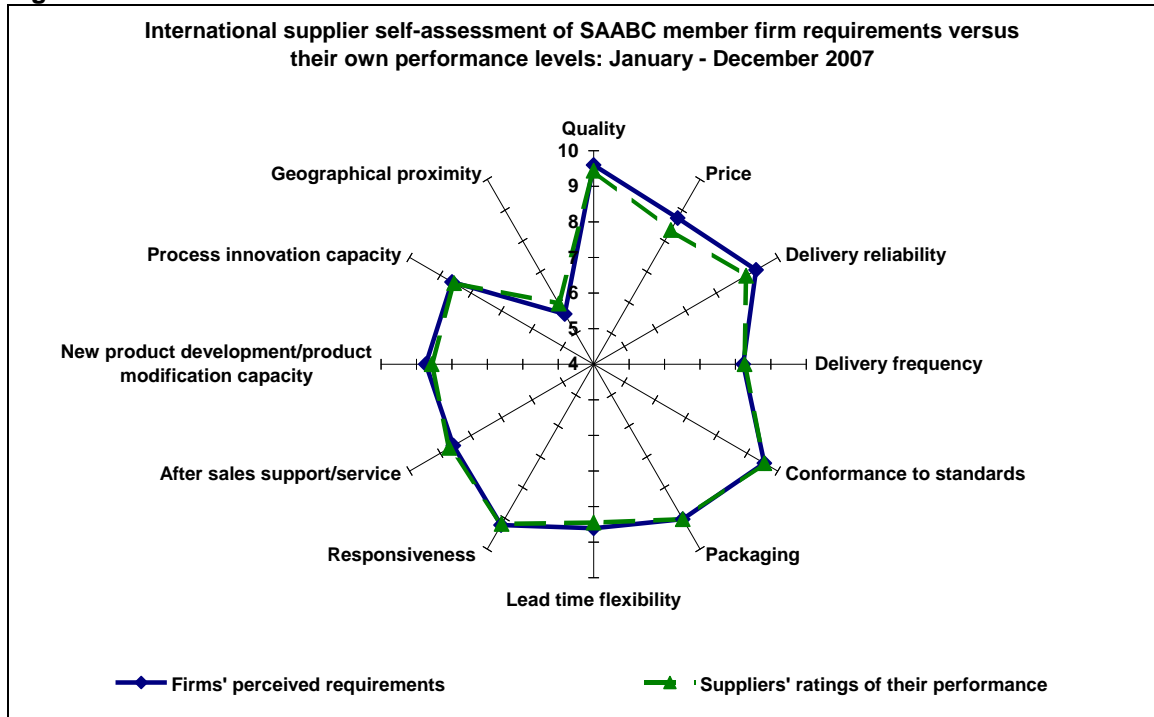 International supplier self-assessment of SAABC member firm requirements versus
their own performance levels: January - December 2007
Quality
10
9
8
7
6
5
4
Price
Delivery reliability
Delivery frequency
Conformance to standards
Packaging
Lead time flexibility
Responsiveness
After sales support/service
New product development/product
modification capacity
Process innovation capacity
Geographical proximity
Firms' perceived requirements
Suppliers' ratings of their performance